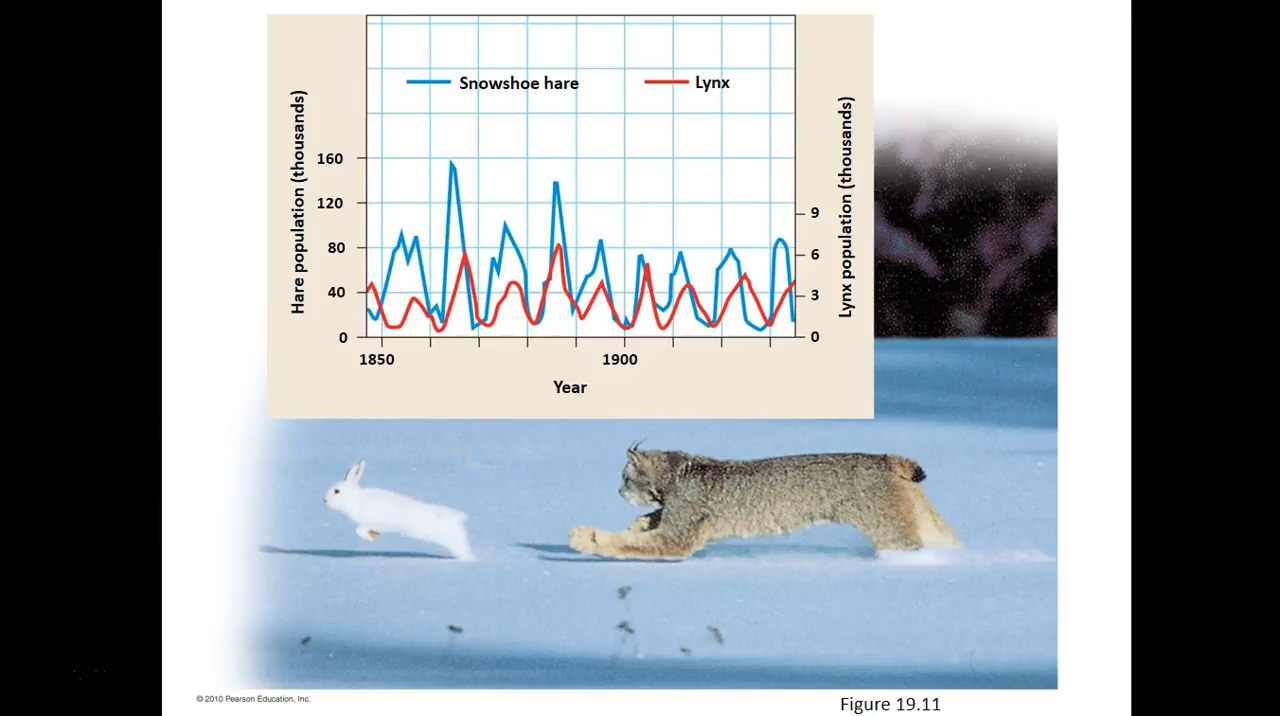 Snowshoe hare
Lynx
Hare population (thousands)
160
120
80
40
0
9
6
3
0
Lynx population (thousands)
1850
1900
Year
© 2010 Pearson Education, Inc.
Figure 19.11